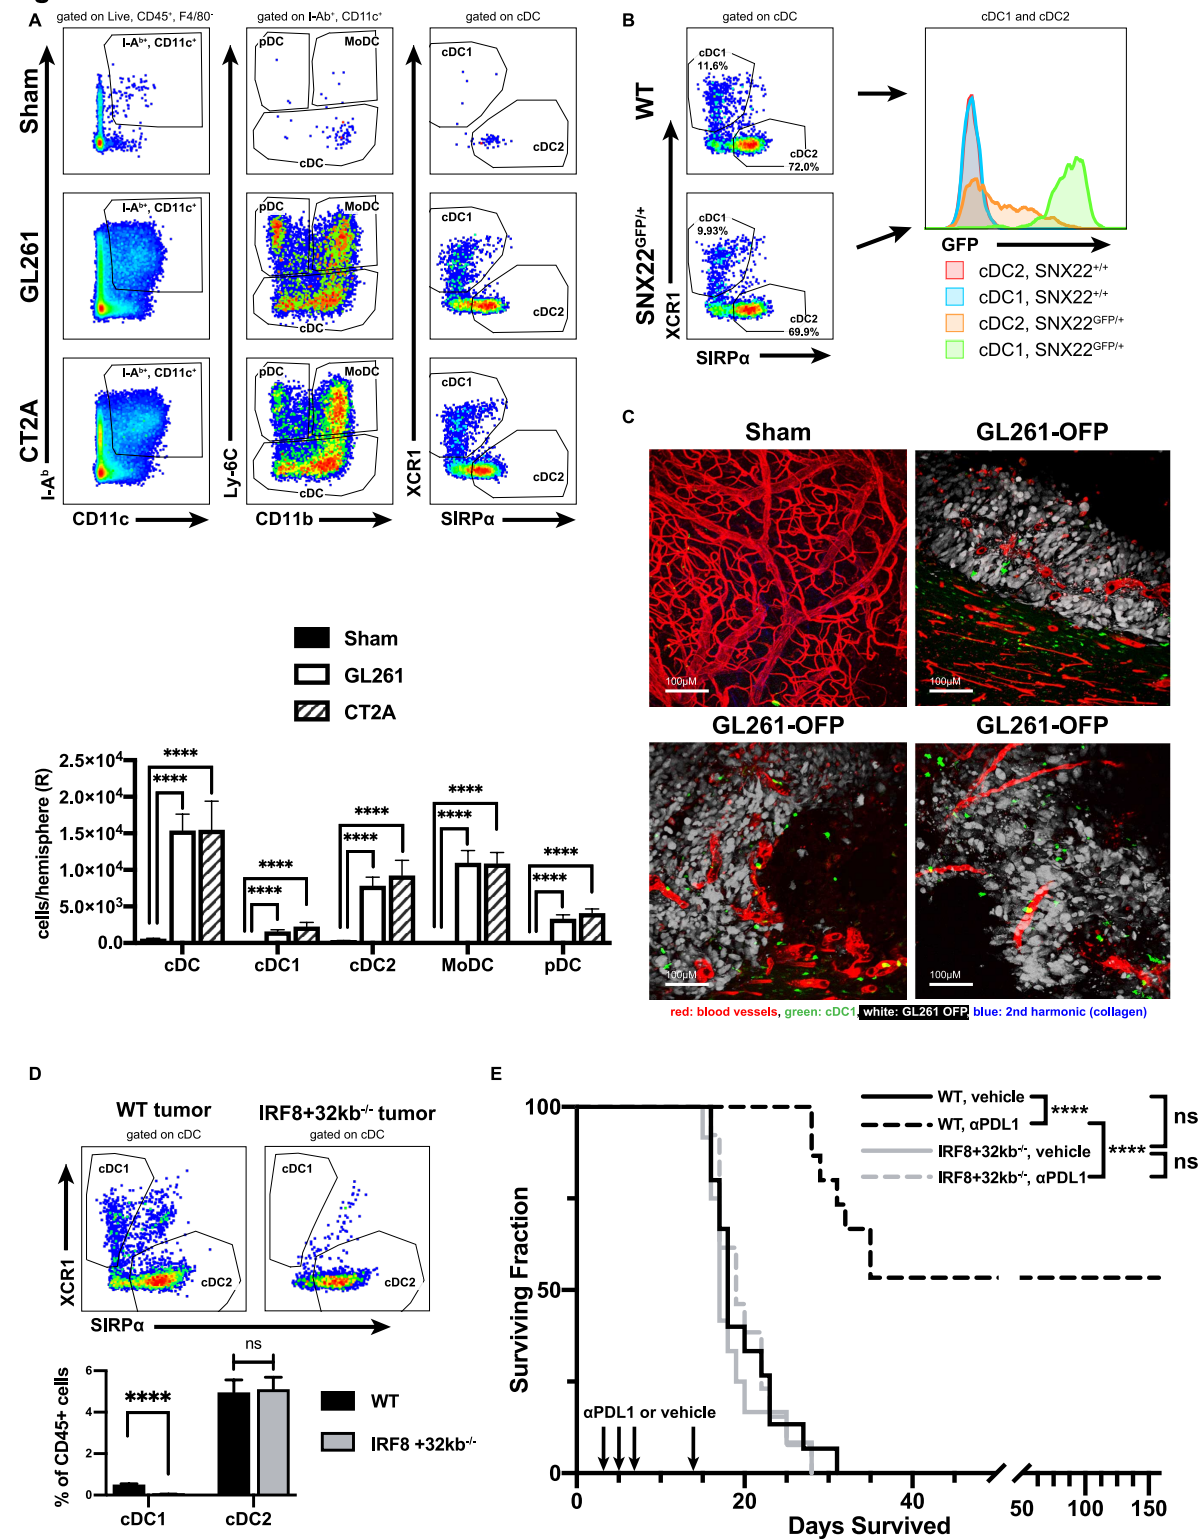 A
gated on Live, CD45+, F4/80-
gated on I-Ab+, CD11c+
gated on cDC
Sham
I-Ab+, CD11c+
pDC
MoDC
cDC
cDC1
cDC2
GL261
I-Ab+, CD11c+
pDC
MoDC
cDC
cDC1
cDC2
CT2A
I-Ab+, CD11c+
pDC
MoDC
cDC
cDC1
cDC2
I-Ab
Ly-6C
XCR1
CD11c
CD11b
SIRPα
Sham
GL261
CT2A
cells/hemisphere (R)
2.5×10⁴
2.0×10⁴
1.5×10⁴
1.0×10⁴
5.0×10³
0.0
****
****
****
****
****
****
****
****
****
****
cDC
cDC1
cDC2
MoDC
pDC
B
gated on cDC
cDC1 and cDC2
WT
cDC1
11.6%
cDC2
72.0%
SNX22GFP/+
cDC1
9.93%
cDC2
69.9%
XCR1
SIRPα
GFP
cDC2, SNX22+/+
cDC1, SNX22+/+
cDC2, SNX22GFP/+
cDC1, SNX22GFP/+
C
Sham
GL261-OFP
100µM
100µM
GL261-OFP
GL261-OFP
100µM
100µM
red: blood vessels, green: cDC1, white: GL261 OFP, blue: 2nd harmonic (collagen)
D
WT tumor
IRF8+32kb-/- tumor
gated on cDC
gated on cDC
cDC1
cDC2
cDC1
cDC2
XCR1
SIRPα
% of CD45+ cells
6
4
2
0
****
ns
cDC1
cDC2
WT
IRF8 +32kb-/-
E
Surviving Fraction
100
50
0
WT, vehicle
WT, αPDL1
IRF8+32kb-/-, vehicle
IRF8+32kb-/-, αPDL1
****
****
ns
ns
αPDL1 or vehicle
0
20
40
50
100
150
Days Survived